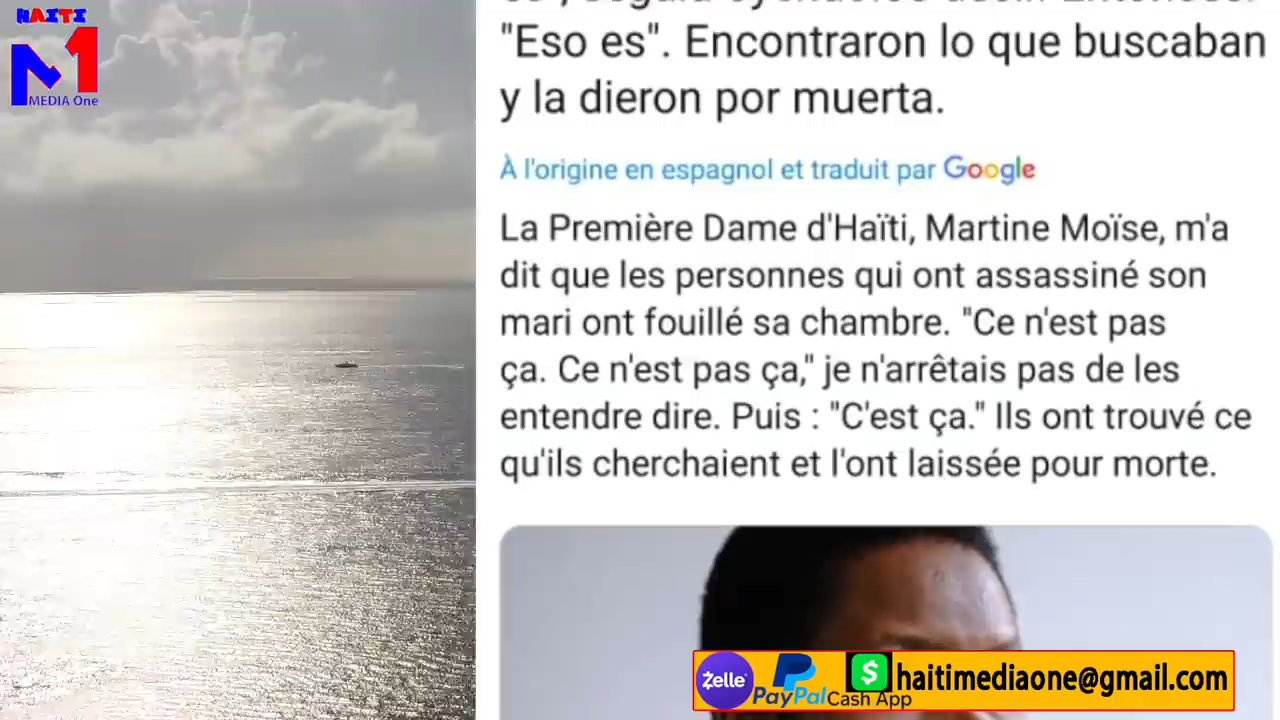 HAITI
M1
MEDIA One
"Eso es". Encontraron lo que buscaban
y la dieron por muerta.
À l'origine en espagnol et traduit par Google
La Première Dame d'Haïti, Martine Moïse, m'a
dit que les personnes qui ont assassiné son
mari ont fouillé sa chambre. "Ce n'est pas
ça. Ce n'est pas ça," je n'arrêtais pas de les
entendre dire. Puis : "C'est ça." Ils ont trouvé ce
qu'ils cherchaient et l'ont laissée pour morte.
Zelle
PayPal
$
Cash App
haitimediaone@gmail.com